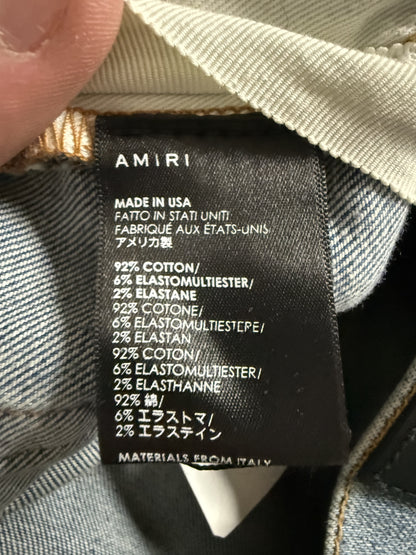 AMIRI
MADE IN USA
FATTO IN STATI UNITI
FABRIQUÉ AUX ÉTATS-UNIS
アメリカ製
92% COTTON/
6% ELASTOMULTIESTER/
2% ELASTANE
92% COTONE/
6% ELASTOMULTIESTERE/
2% ELASTAN
92% COTTON/
6% ELASTOMULTIESTER/
2% ELASTHANNE
92% 綿/
6% エラストマ/
2% エラステイン
MATERIALS FROM ITALY